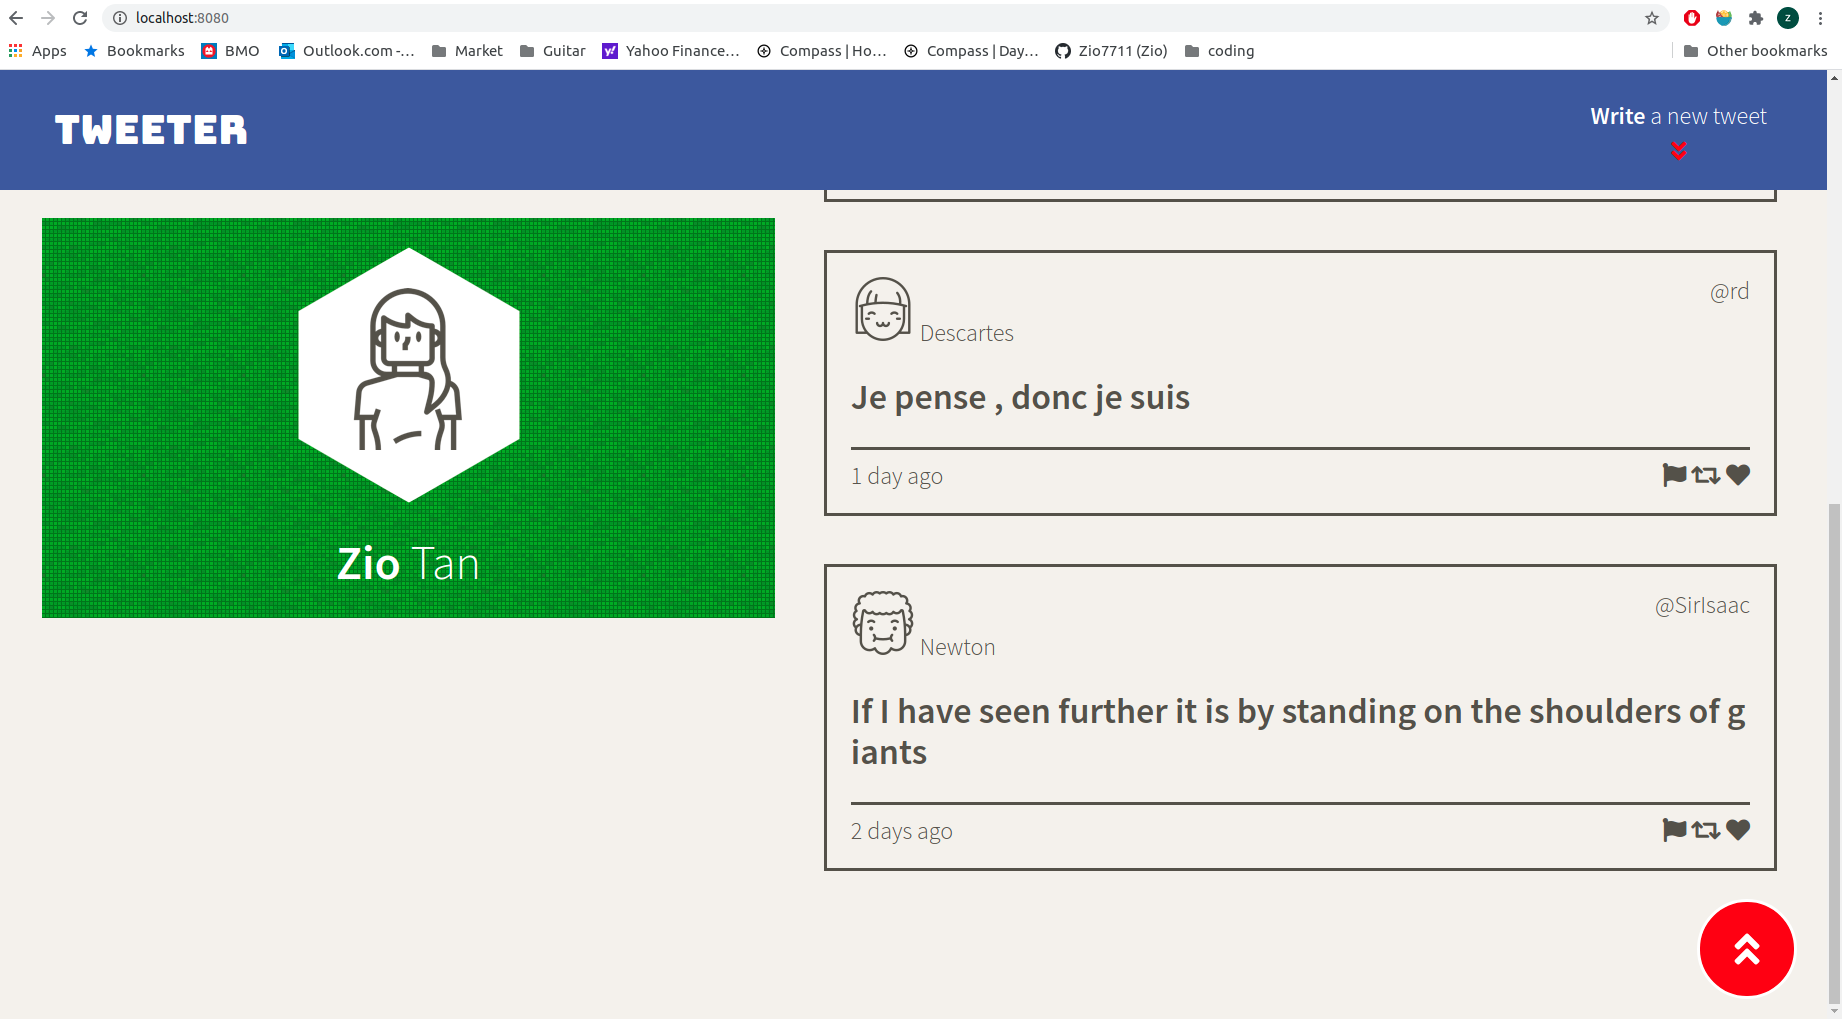 localhost:8080
Apps Bookmarks BMO Outlook.com -... Market Guitar Yahoo Finance... Compass | Ho... Compass | Day... Zio7711 (Zio) coding Other bookmarks
z
TWEETER
Write a new tweet
Zio Tan
@rd
Descartes
Je pense , donc je suis
1 day ago
@SirIsaac
Newton
If I have seen further it is by standing on the shoulders of g
iants
2 days ago